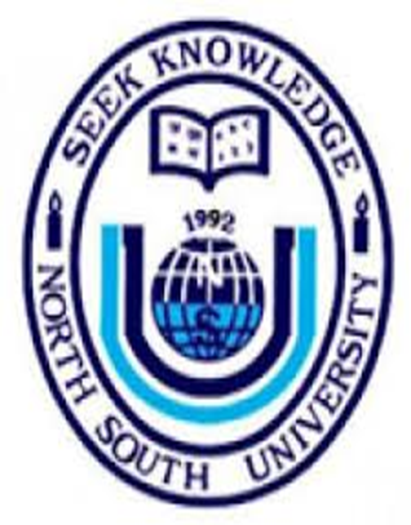 SEEK KNOWLEDGE
1992
N
S
U
NORTH SOUTH UNIVERSITY